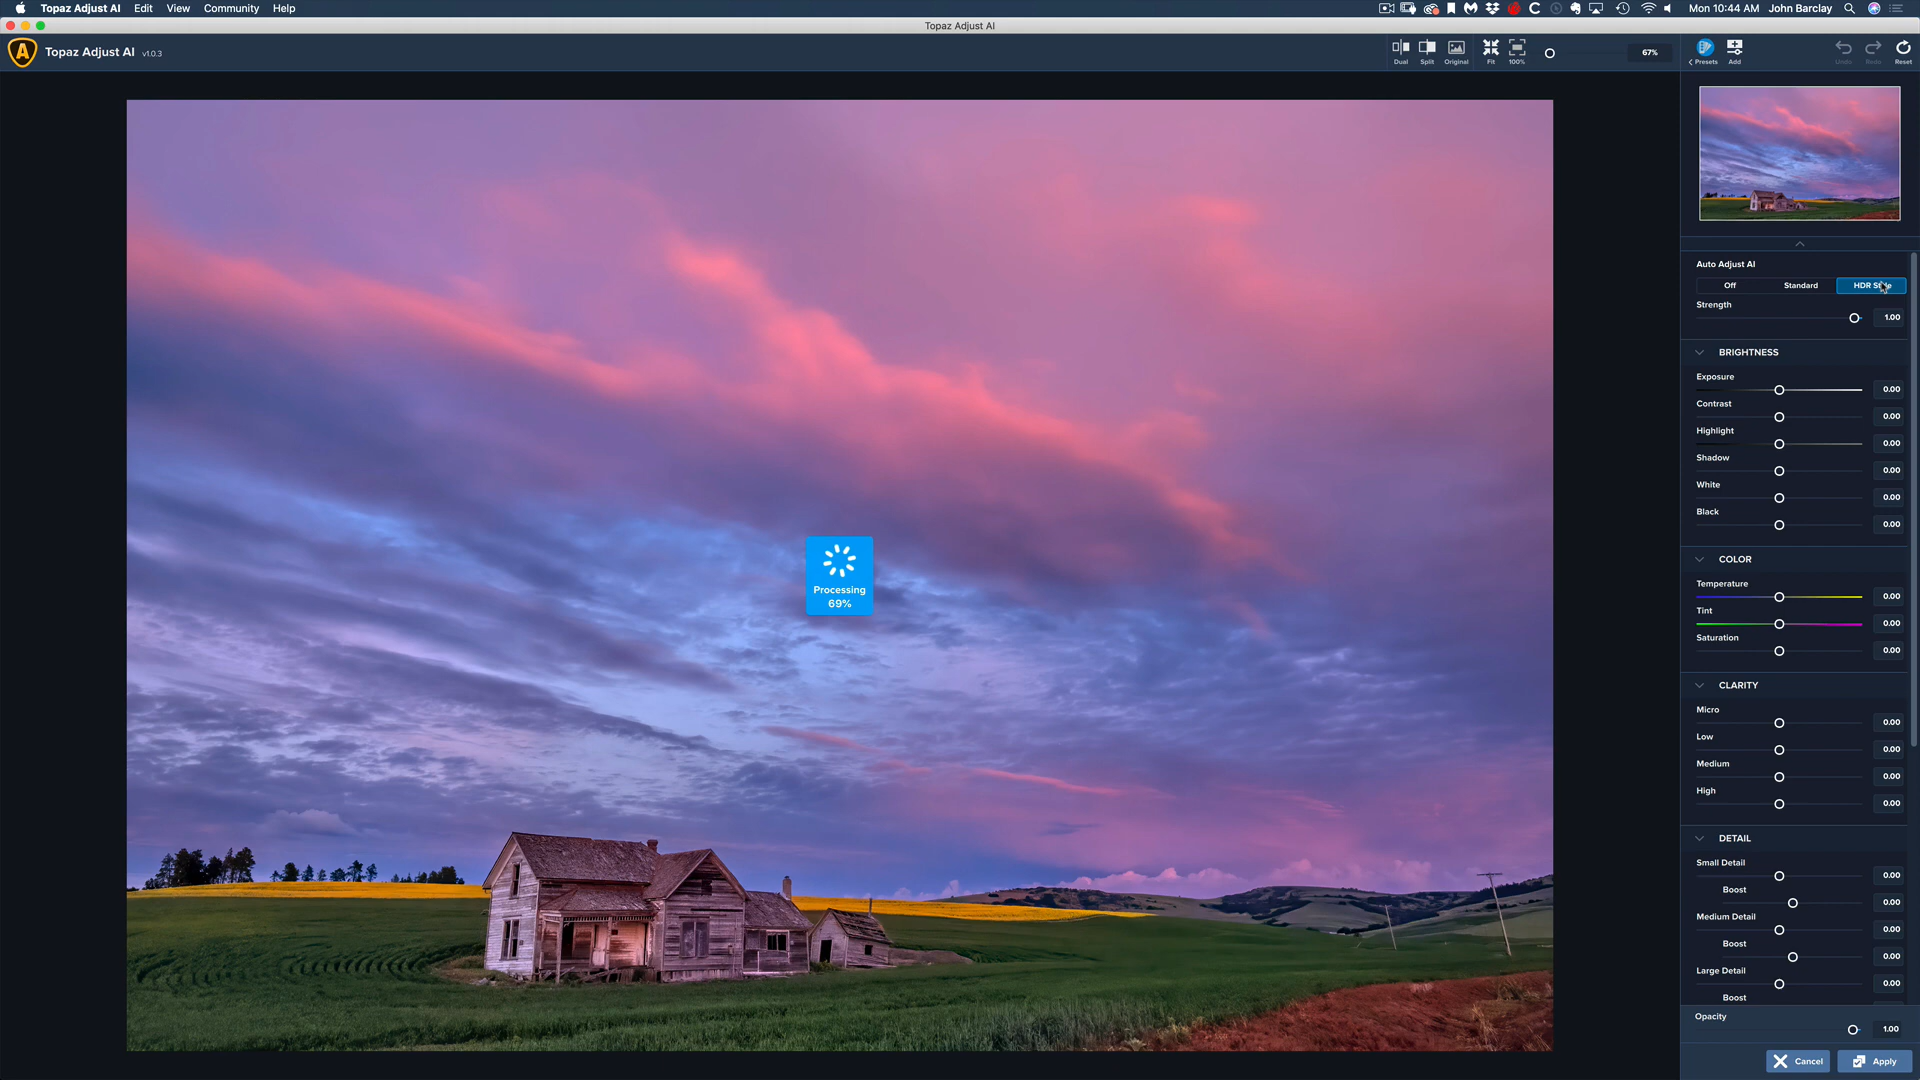 Topaz Adjust AI Edit View Community Help
Mon 10:44 AM John Barclay
Topaz Adjust AI
Topaz Adjust AI v1.0.3
Dual Split Original Fit 100% 67% Presets Add Undo Redo Reset
Auto Adjust AI
Off Standard HDR
Strength
1.00
BRIGHTNESS
Exposure
0.00
Contrast
0.00
Highlight
0.00
Shadow
0.00
White
0.00
Black
0.00
COLOR
Temperature
0.00
Tint
0.00
Saturation
0.00
CLARITY
Micro
0.00
Low
0.00
Medium
0.00
High
0.00
DETAIL
Small Detail
0.00
Boost
0.00
Medium Detail
0.00
Boost
0.00
Large Detail
0.00
Boost
Opacity
1.00
Cancel Apply
Processing
69%